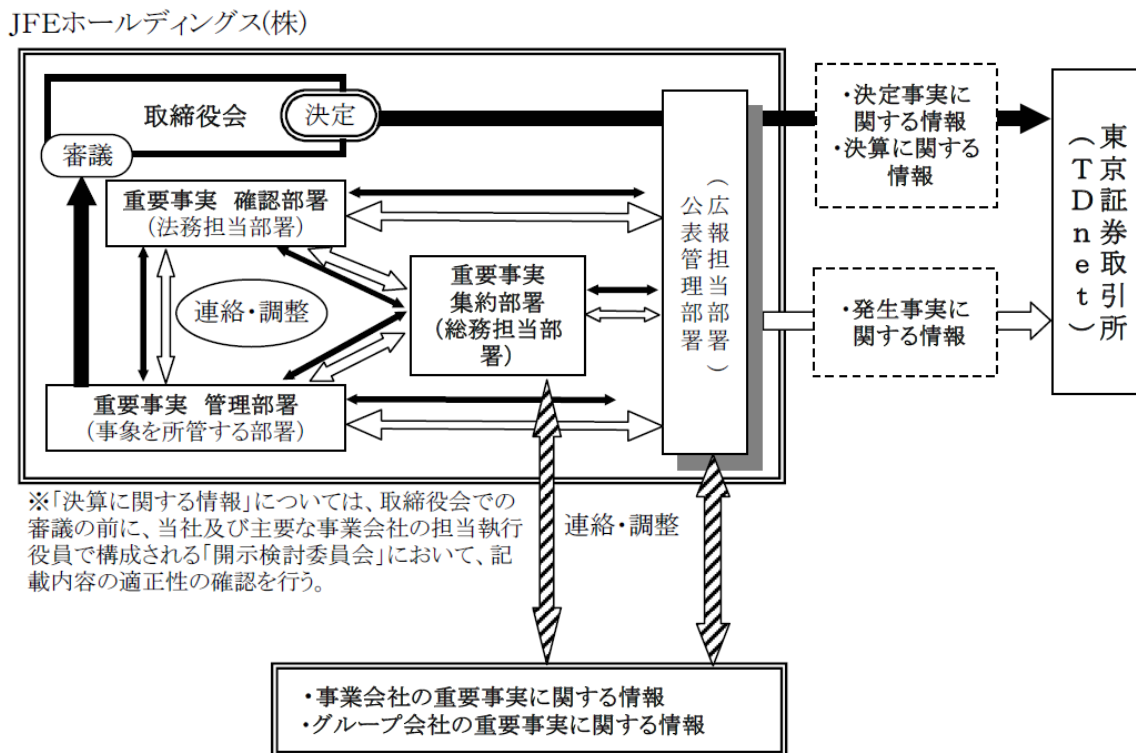 JFEホールディングス(株)
取締役会
決定
審議
重要事実 確認部署
(法務担当部署)
連絡・調整
重要事実
集約部署
(総務担当部
署)
重要事実 管理部署
(事象を所管する部署)
公表管理部署
(広報担当部署)
・決定事実に
関する情報
・決算に関する
情報
・発生事実に
関する情報
東京証券取引所
(TDnet)
※「決算に関する情報」については、取締役会での
審議の前に、当社及び主要な事業会社の担当執行
役員で構成される「開示検討委員会」において、記
載内容の適正性の確認を行う。
連絡・調整
・事業会社の重要事実に関する情報
・グループ会社の重要事実に関する情報